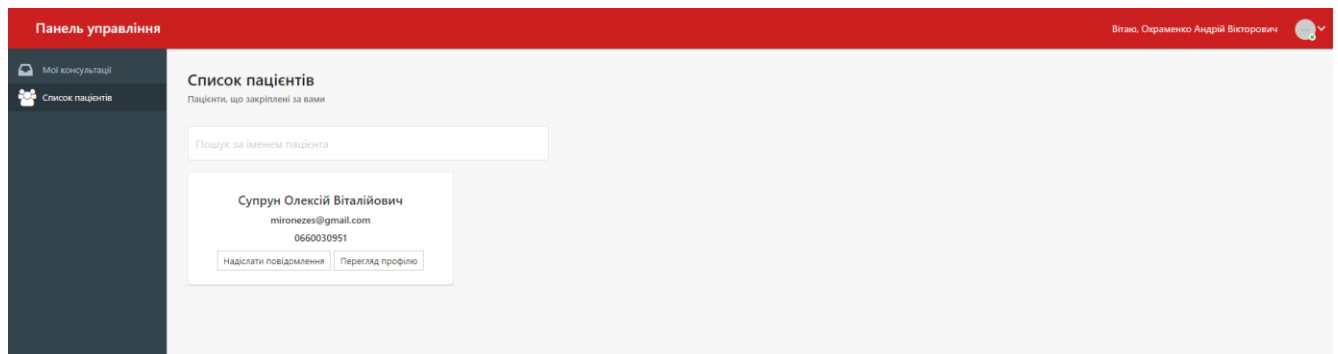 Панель управління
Вітаю, Охраменко Андрій Вікторович
Мої консультації
Список пацієнтів
Список пацієнтів
Пацієнти, що закріплені за вами
Пошук за іменем пацієнта
Супрун Олексій Віталійович
mironezes@gmail.com
0660030951
Надіслати повідомлення Перегляд профілю